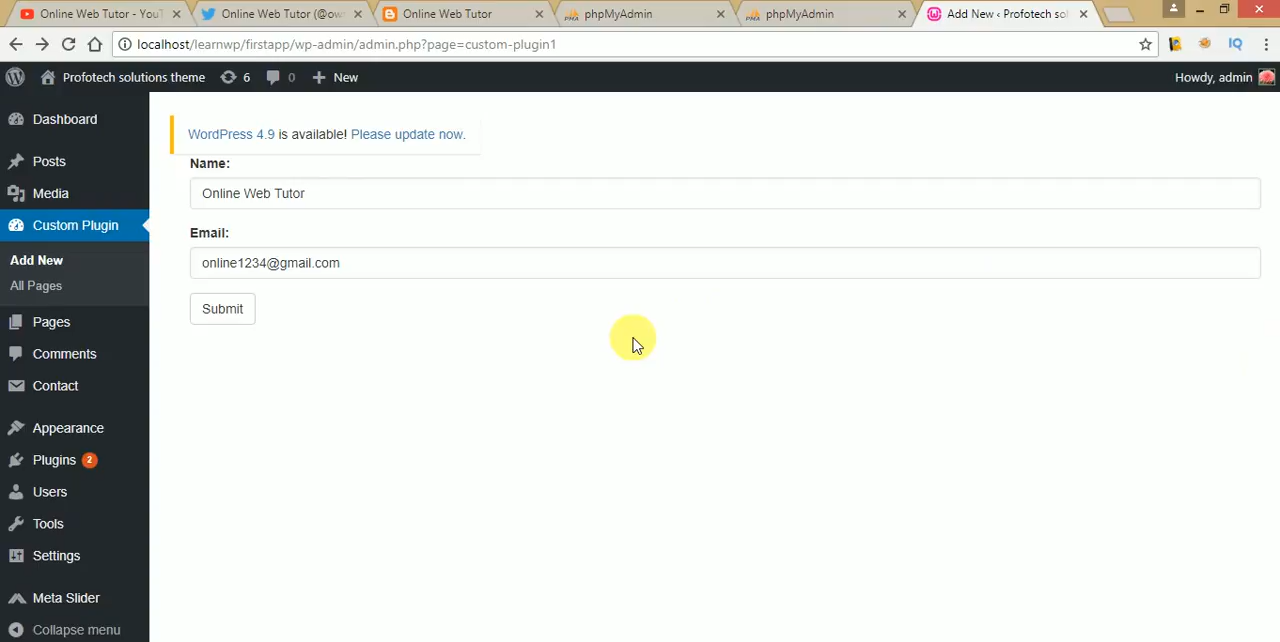 Online Web Tutor - YouT
Online Web Tutor (@owt
Online Web Tutor
phpMyAdmin
phpMyAdmin
Add New ‹ Profotech sol
localhost/learnwp/firstapp/wp-admin/admin.php?page=custom-plugin1
IQ
Profotech solutions theme
6
0
New
Howdy, admin
Dashboard
Posts
Media
Custom Plugin
Add New
All Pages
Pages
Comments
Contact
Appearance
Plugins 2
Users
Tools
Settings
Meta Slider
Collapse menu
WordPress 4.9 is available! Please update now.
Name:
Online Web Tutor
Email:
online1234@gmail.com
Submit